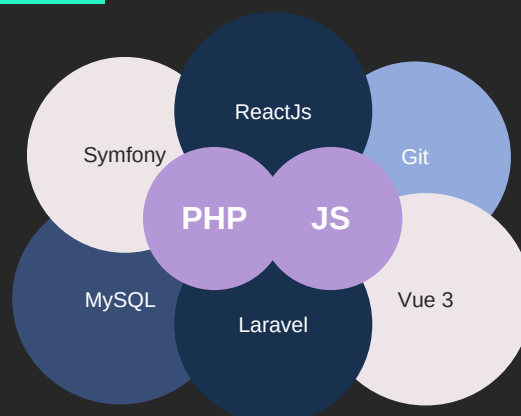 ReactJs
Symfony
Git
PHP
JS
MySQL
Vue 3
Laravel